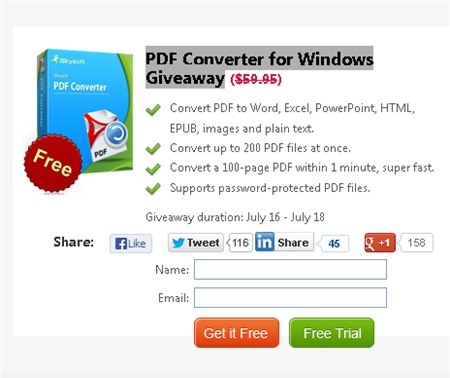 iSkysoft
PDF Converter
PDF
Free
PDF Converter for Windows
Giveaway ($59.95)
Convert PDF to Word, Excel, PowerPoint, HTML,
EPUB, images and plain text.
Convert up to 200 PDF files at once.
Convert a 100-page PDF within 1 minute, super fast.
Supports password-protected PDF files.
Giveaway duration: July 16 - July 18
Share: Like Tweet 116 Share 45 +1 158
Name:
Email:
Get it Free Free Trial